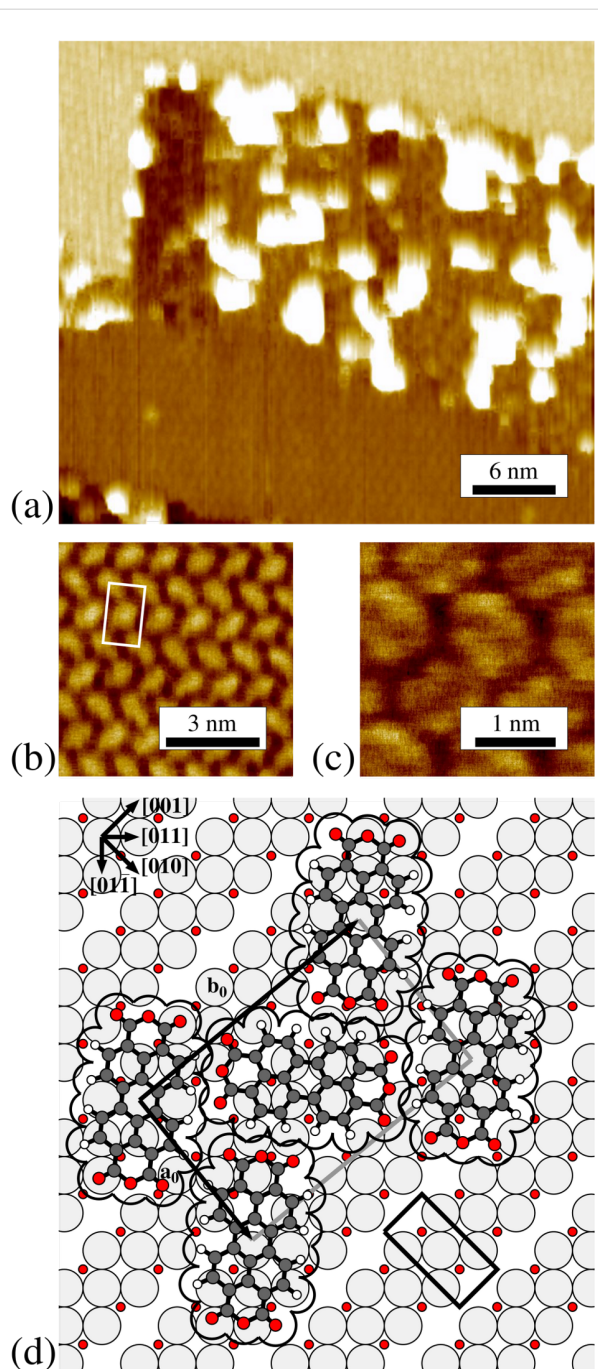 6 nm
(a)
3 nm
(b)
1 nm
(c)
[001]
[011]
[010]
[011̄]
b₀
a₀
(d)